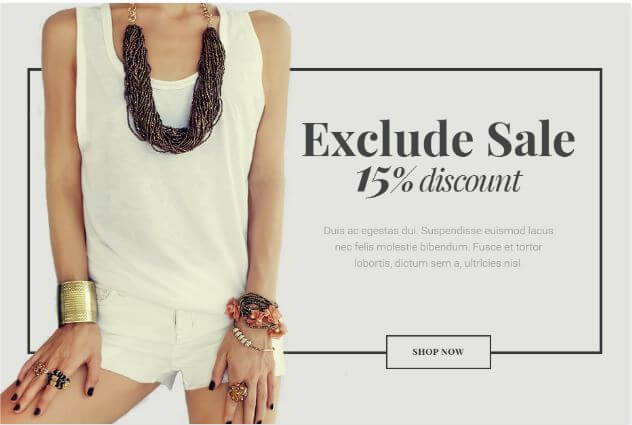 Exclude Sale
15% discount
Duis ac egestas dui. Suspendisse euismod lacus
nec felis molestie bibendum. Fusce et tortor
lobortis, dictum sem a, ultricies nisl.
SHOP NOW